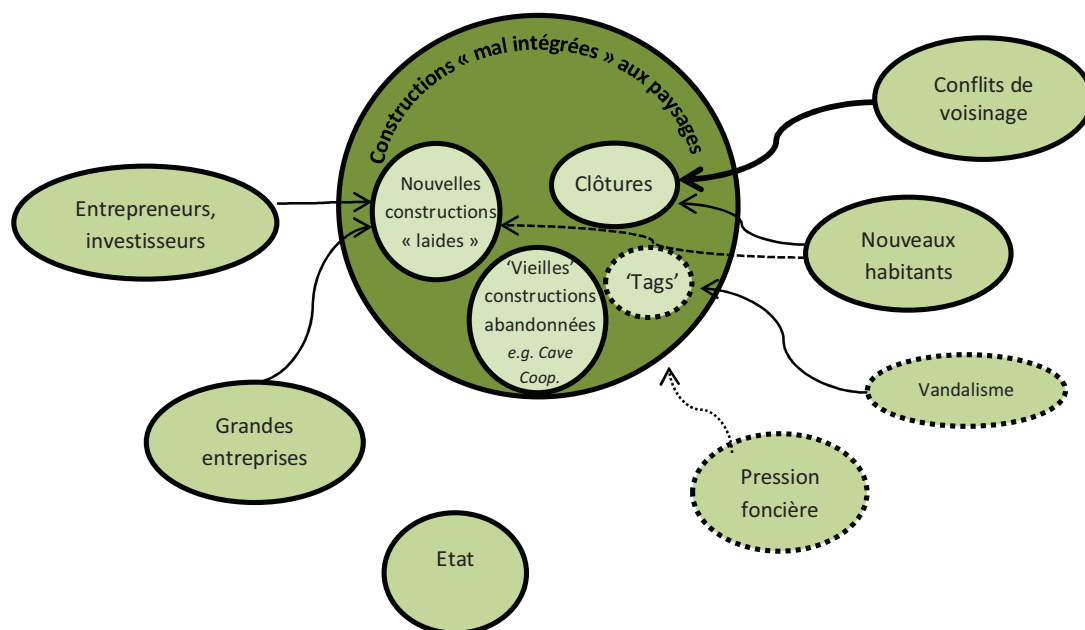 Constructions « mal intégrées » aux paysages
Conflits de
voisinage
Entrepreneurs,
investisseurs
Nouvelles
constructions
« laides »
Clôtures
Nouveaux
habitants
‘Vieilles’
constructions
abandonnées
e.g. Cave
Coop.
‘Tags’
Vandalisme
Grandes
entreprises
Pression
foncière
Etat